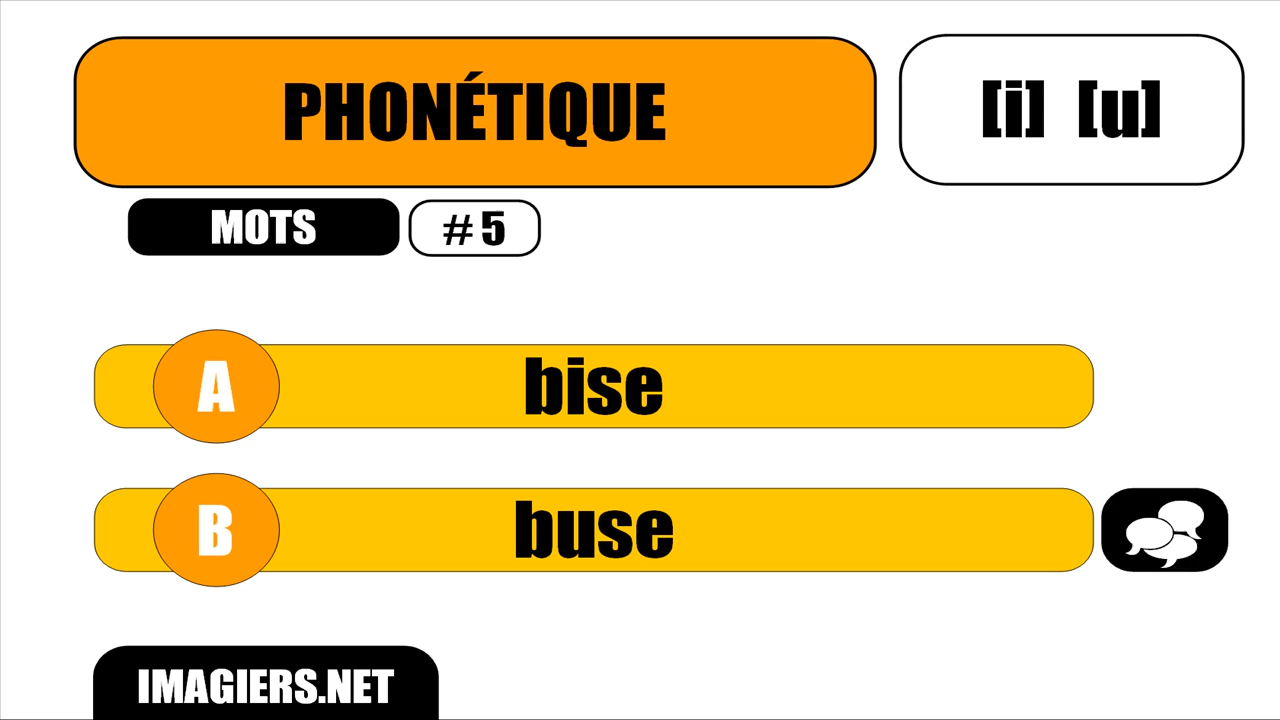 PHONÉTIQUE
[i] [u]
MOTS
# 5
A bise
B buse
IMAGIERS.NET